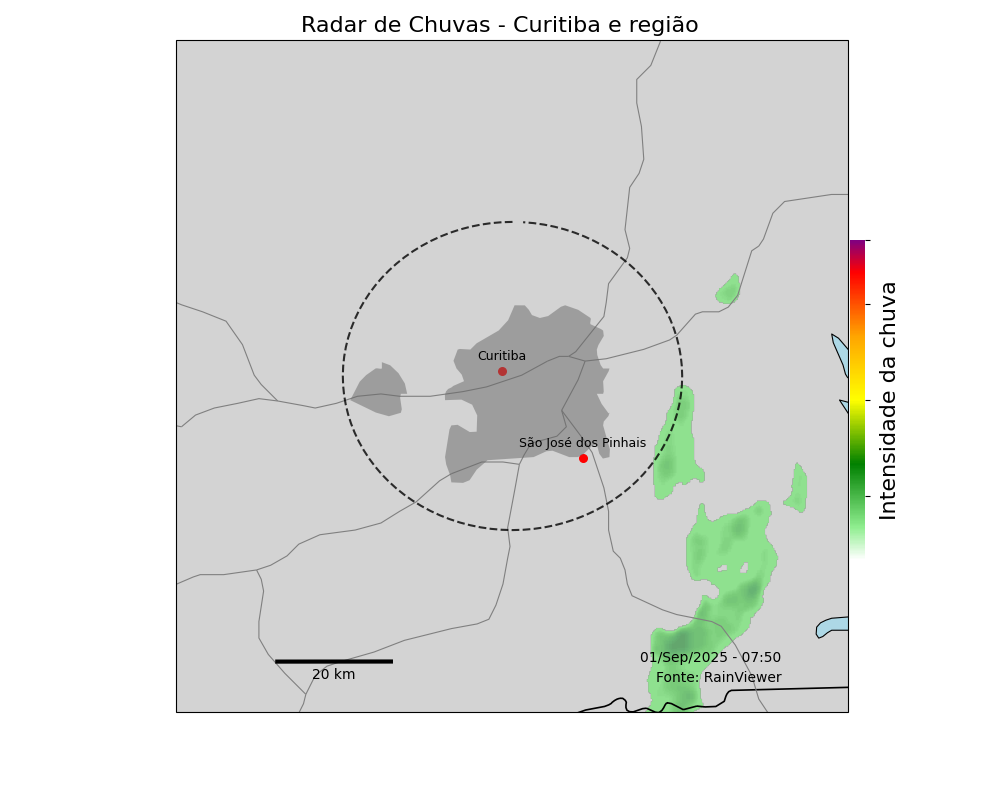 Radar de Chuvas - Curitiba e região
Curitiba
São José dos Pinhais
Intensidade da chuva
01/Sep/2025 - 07:50
Fonte: RainViewer
20 km